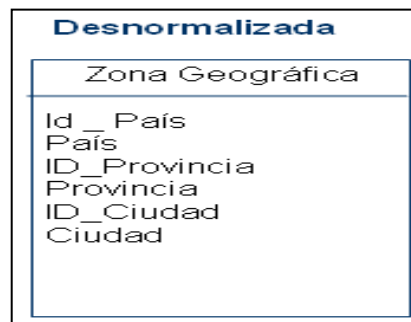 Desnormalizada
Zona Geográfica
Id _ País
País
ID_Provincia
Provincia
ID_Ciudad
Ciudad